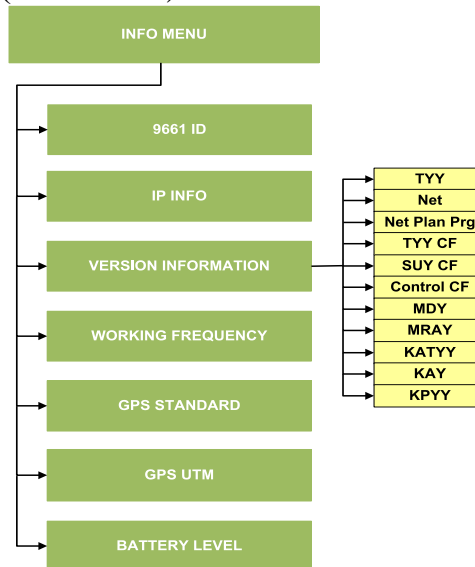 INFO MENU
9661 ID
IP INFO
VERSION INFORMATION
WORKING FREQUENCY
GPS STANDARD
GPS UTM
BATTERY LEVEL
TYY
Net
Net Plan Prg
TYY CF
SUY CF
Control CF
MDY
MRAY
KATYY
KAY
KPYY